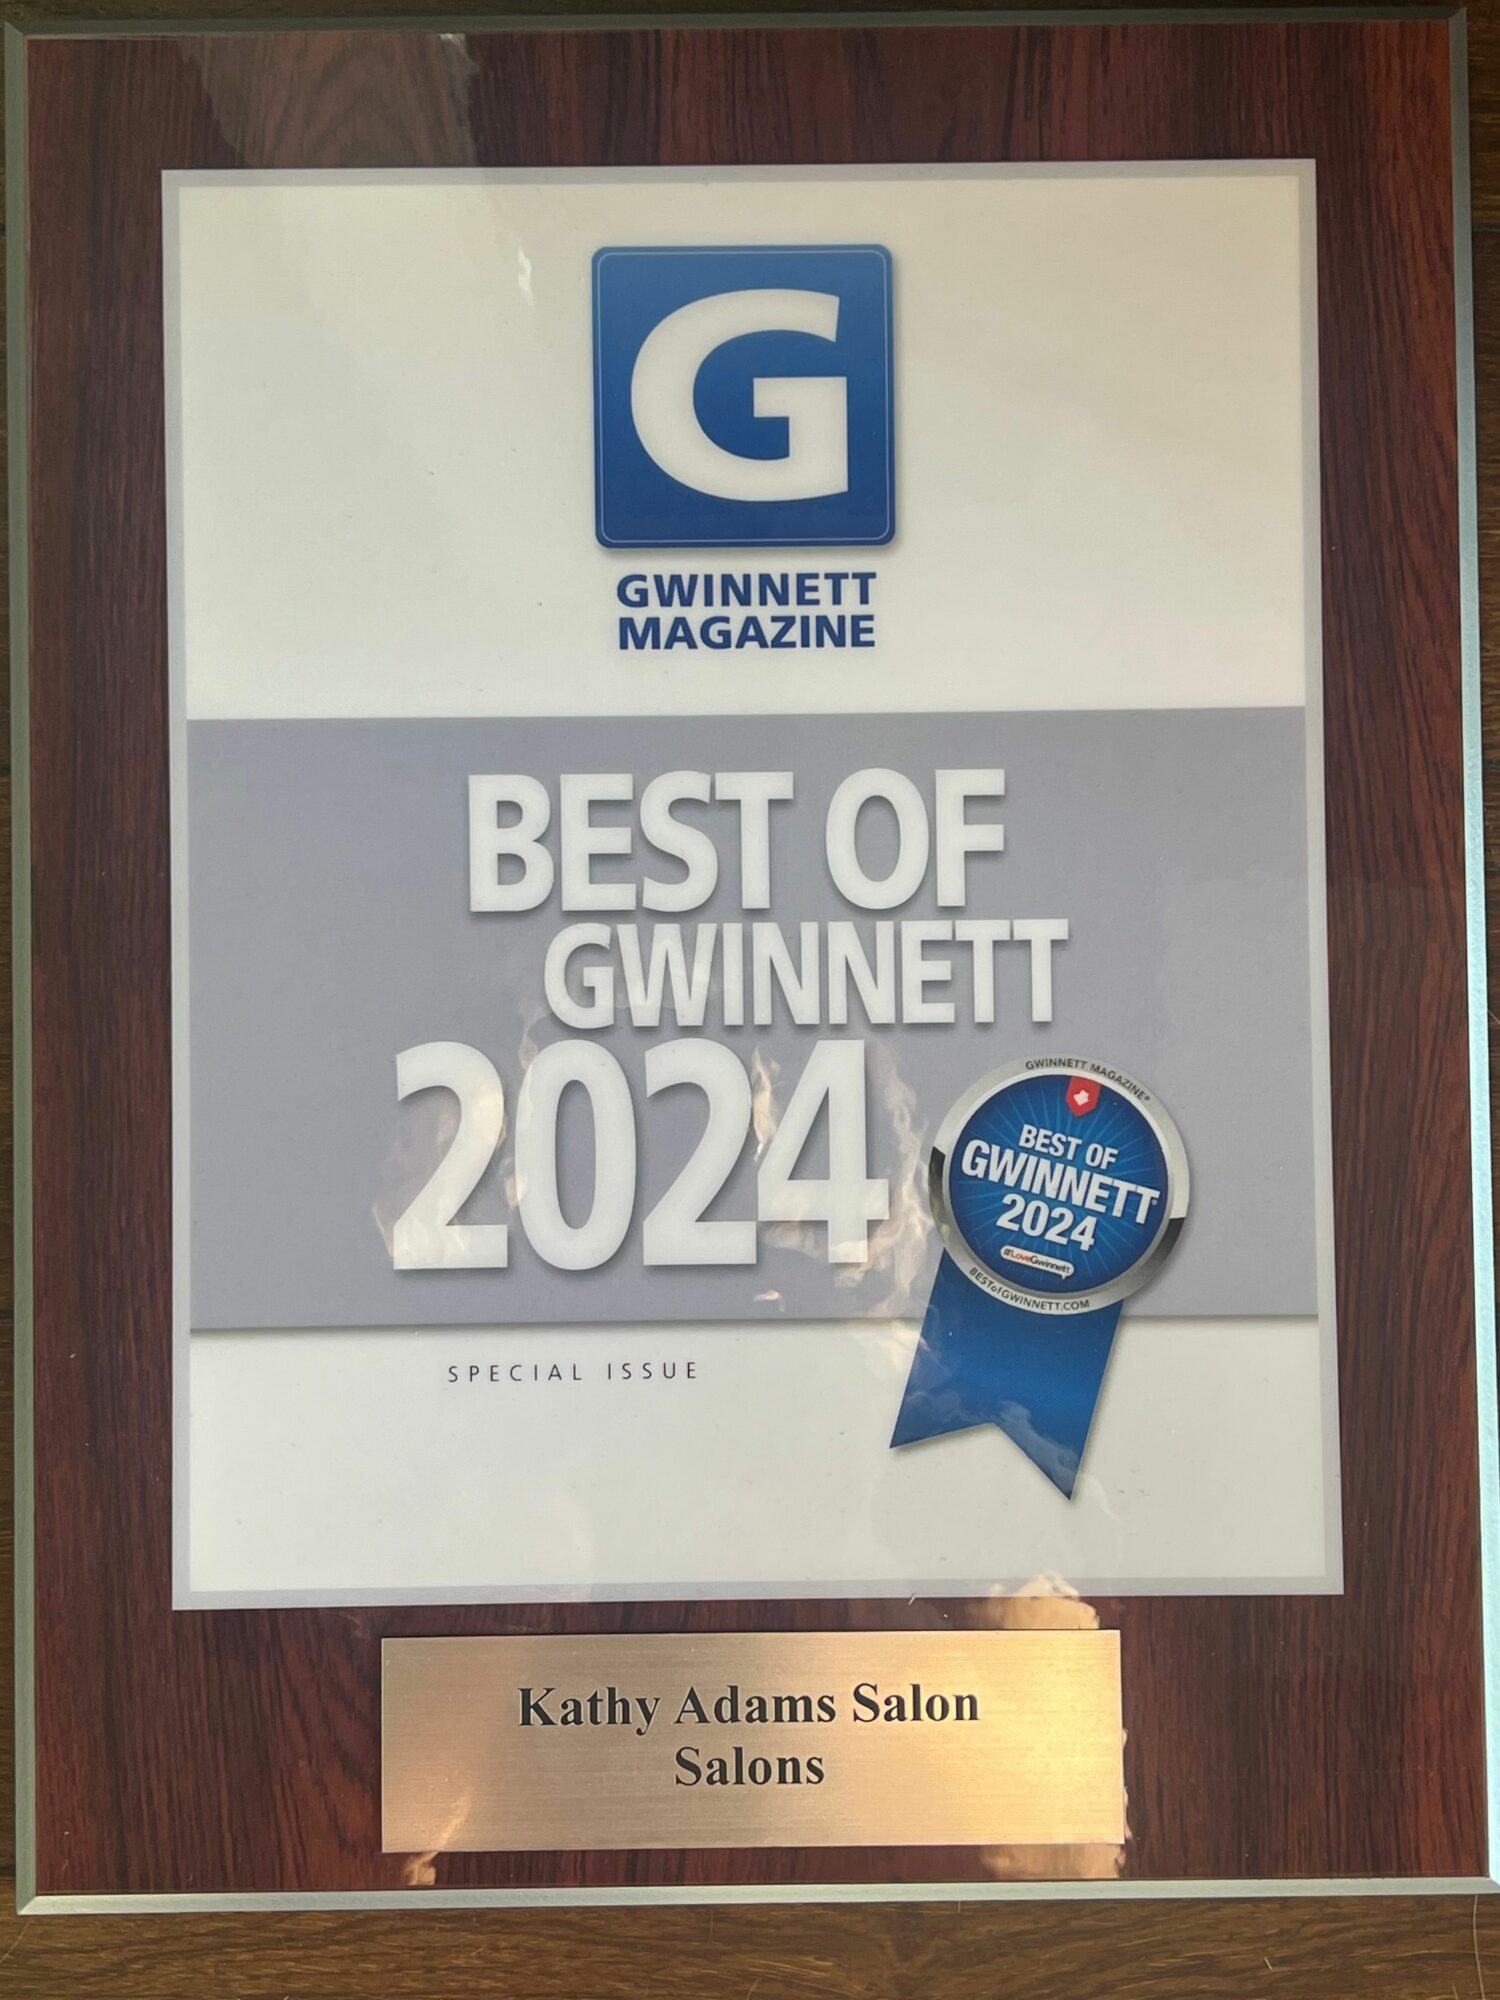 G
GWINNETT
MAGAZINE
BEST OF
GWINNETT
2024
GWINNETT MAGAZINE®
BEST OF
GWINNETT
2024
#LoveGwinnett
BESTofGWINNETT.COM
SPECIAL ISSUE
Kathy Adams Salon
Salons